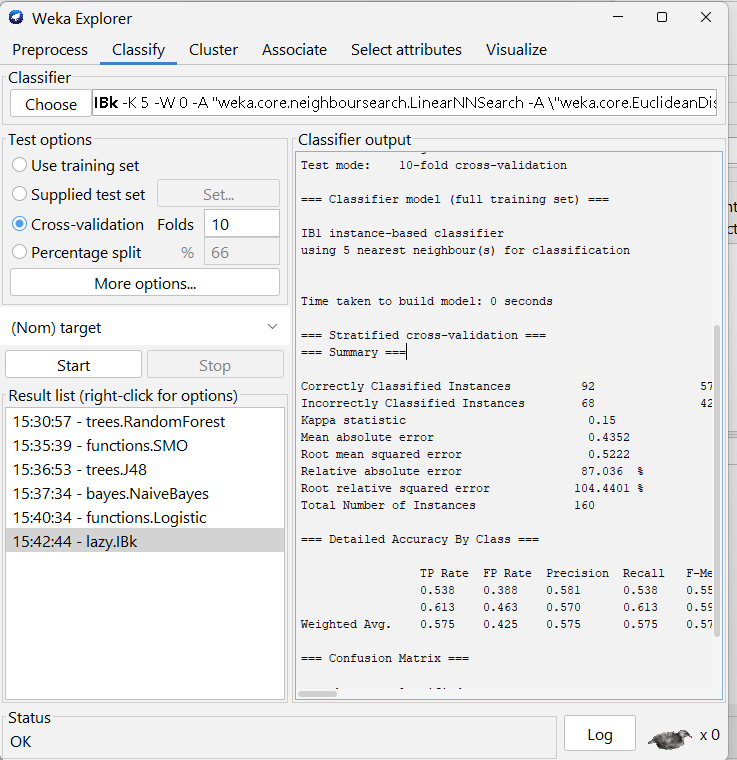 Weka Explorer
Preprocess Classify Cluster Associate Select attributes Visualize
Classifier
Choose IBk -K 5 -W 0 -A "weka.core.neighboursearch.LinearNNSearch -A \"weka.core.EuclideanDis
Test options
Use training set
Supplied test set Set...
Cross-validation Folds 10
Percentage split % 66
More options...
(Nom) target
Start Stop
Result list (right-click for options)
15:30:57 - trees.RandomForest
15:35:39 - functions.SMO
15:36:53 - trees.J48
15:37:34 - bayes.NaiveBayes
15:40:34 - functions.Logistic
15:42:44 - lazy.IBk
Classifier output
Test mode: 10-fold cross-validation
=== Classifier model (full training set) ===
IB1 instance-based classifier
using 5 nearest neighbour(s) for classification
Time taken to build model: 0 seconds
=== Stratified cross-validation ===
=== Summary ===
Correctly Classified Instances 92 57
Incorrectly Classified Instances 68 42
Kappa statistic 0.15
Mean absolute error 0.4352
Root mean squared error 0.5222
Relative absolute error 87.036 %
Root relative squared error 104.4401 %
Total Number of Instances 160
=== Detailed Accuracy By Class ===
TP Rate FP Rate Precision Recall F-Me
0.538 0.388 0.581 0.538 0.55
0.613 0.463 0.570 0.613 0.59
Weighted Avg. 0.575 0.425 0.575 0.575 0.57
=== Confusion Matrix ===
Status
OK
Log
x 0